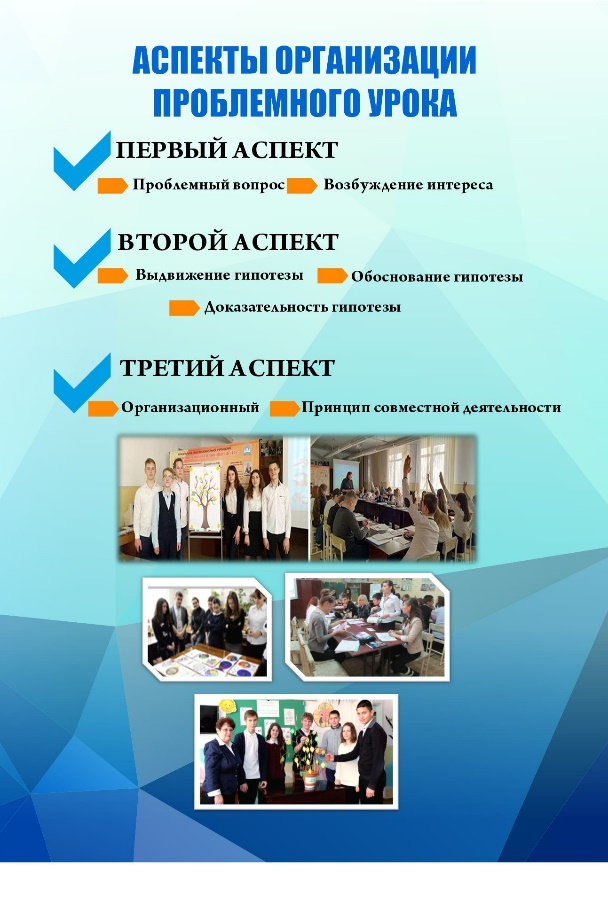 АСПЕКТЫ ОРГАНИЗАЦИИ
ПРОБЛЕМНОГО УРОКА
ПЕРВЫЙ АСПЕКТ
Проблемный вопрос Возбуждение интереса
ВТОРОЙ АСПЕКТ
Выдвижение гипотезы Обоснование гипотезы
Доказательность гипотезы
ТРЕТИЙ АСПЕКТ
Организационный Принцип совместной деятельности